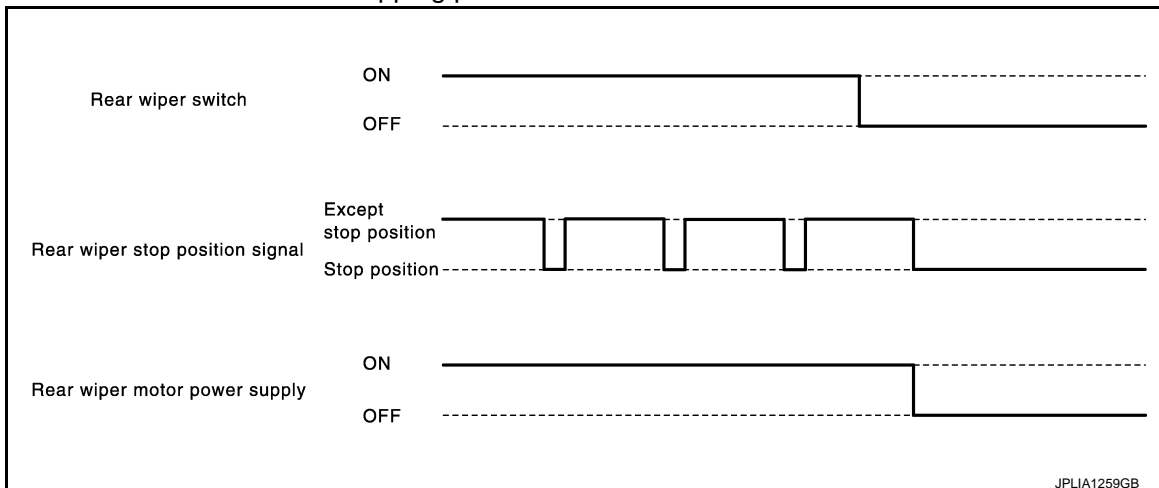 ON
Rear wiper switch
OFF
Except
stop position
Rear wiper stop position signal
Stop position
ON
Rear wiper motor power supply
OFF
JPLIA1259GB